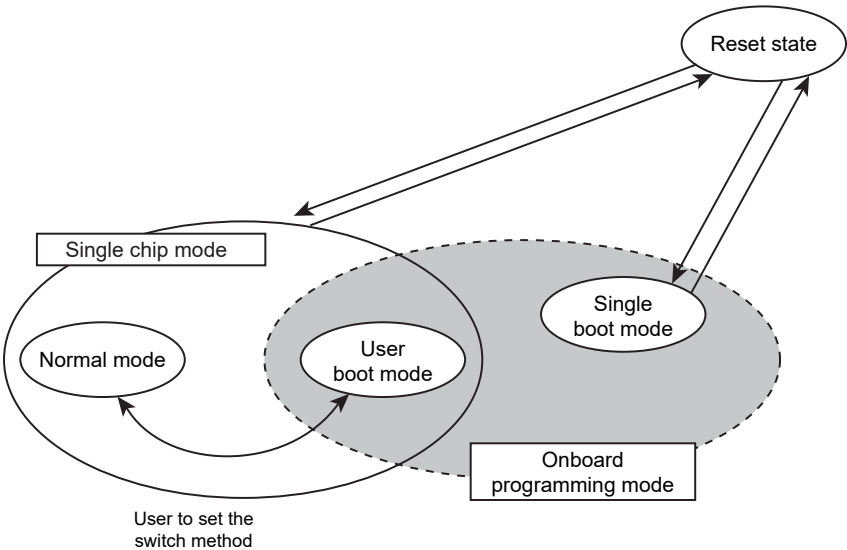 Reset state
Single chip mode
Single
boot mode
Normal mode
User
boot mode
Onboard
programming mode
User to set the
switch method